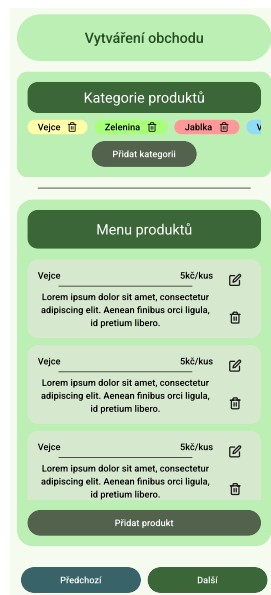 Vytváření obchodu
Kategorie produktů
Vejce Zelenina Jablka V
Přidat kategorii
Menu produktů
Vejce 5kč/kus
Lorem ipsum dolor sit amet, consectetur
adipiscing elit. Aenean finibus orci ligula,
id pretium libero.
Vejce 5kč/kus
Lorem ipsum dolor sit amet, consectetur
adipiscing elit. Aenean finibus orci ligula,
id pretium libero.
Vejce 5kč/kus
Lorem ipsum dolor sit amet, consectetur
adipiscing elit. Aenean finibus orci ligula,
id pretium libero.
Přidat produkt
Předchozí Další